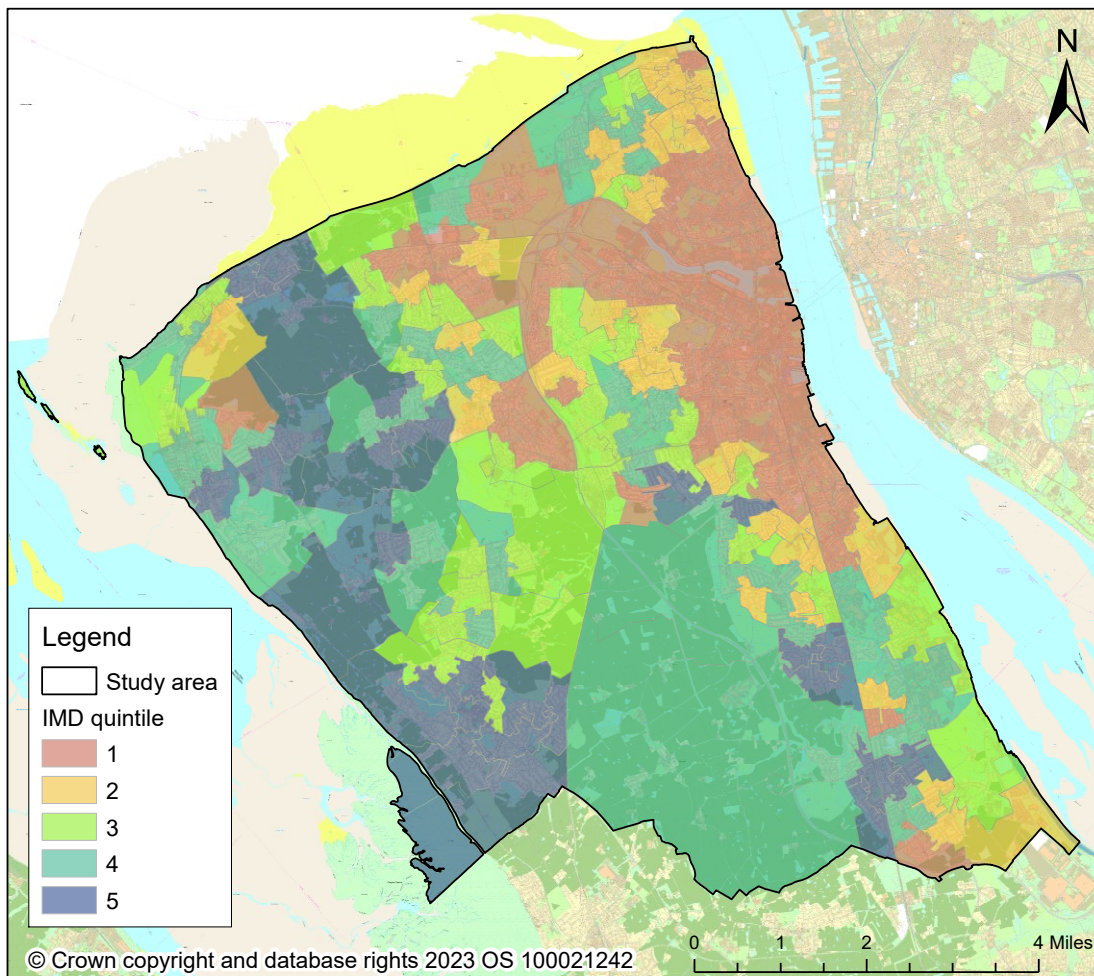 N
Legend
Study area
IMD quintile
1
2
3
4
5
© Crown copyright and database rights 2023 OS 100021242
0 2 4 Miles